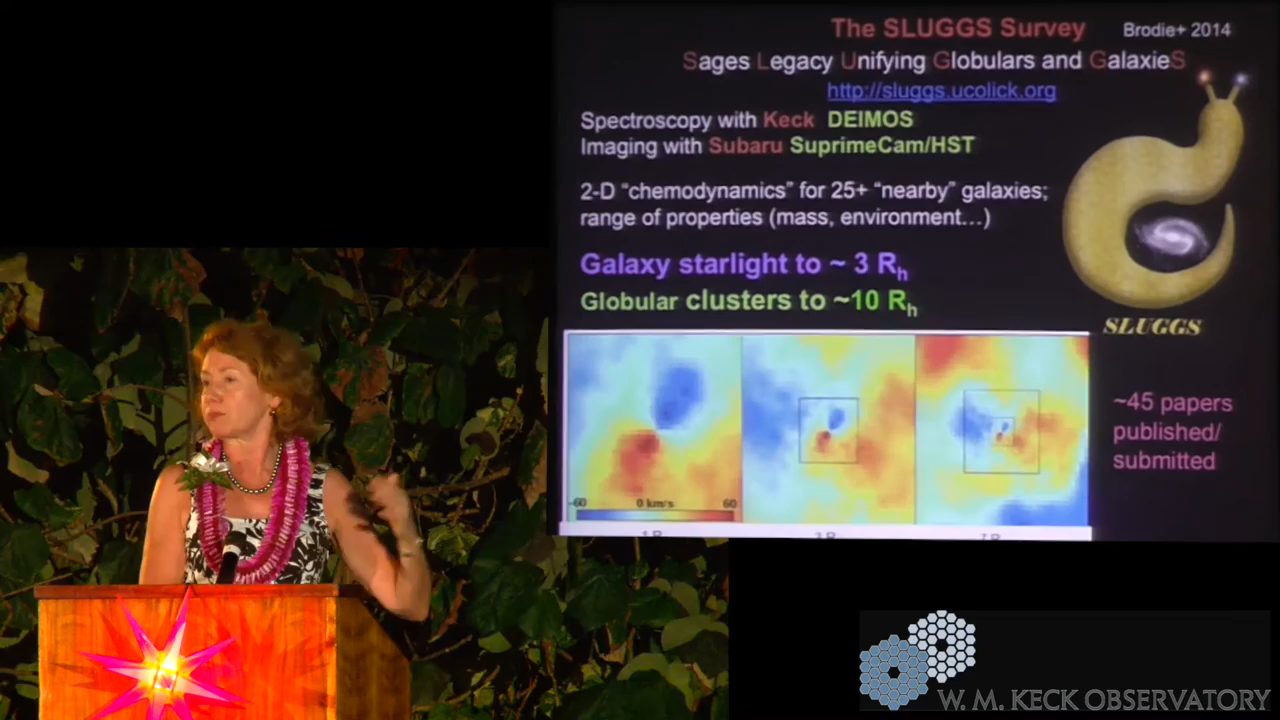 The SLUGGS Survey
Brodie+ 2014
Sages Legacy Unifying Globulars and GalaxieS
http://sluggs.ucolick.org
Spectroscopy with Keck DEIMOS
Imaging with Subaru SuprimeCam/HST
2-D “chemodynamics” for 25+ “nearby” galaxies;
range of properties (mass, environment…)
Galaxy starlight to ~ 3 Rh
Globular clusters to ~10 Rh
SLUGGS
~45 papers
published/
submitted
-60 0 km/s 60
W. M. KECK OBSERVATORY